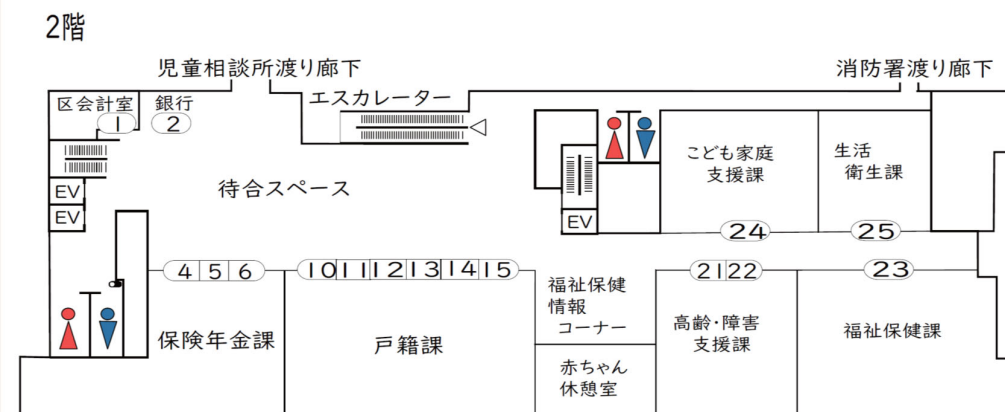 2階
児童相談所渡り廊下
消防署渡り廊下
区会計室
1
銀行
2
エスカレーター
待合スペース
EV
EV
EV
こども家庭
支援課
生活
衛生課
24
25
4 5 6
10 11 12 13 14 15
21 22
23
保険年金課
戸籍課
福祉保健
情報
コーナー
赤ちゃん
休憩室
高齢・障害
支援課
福祉保健課